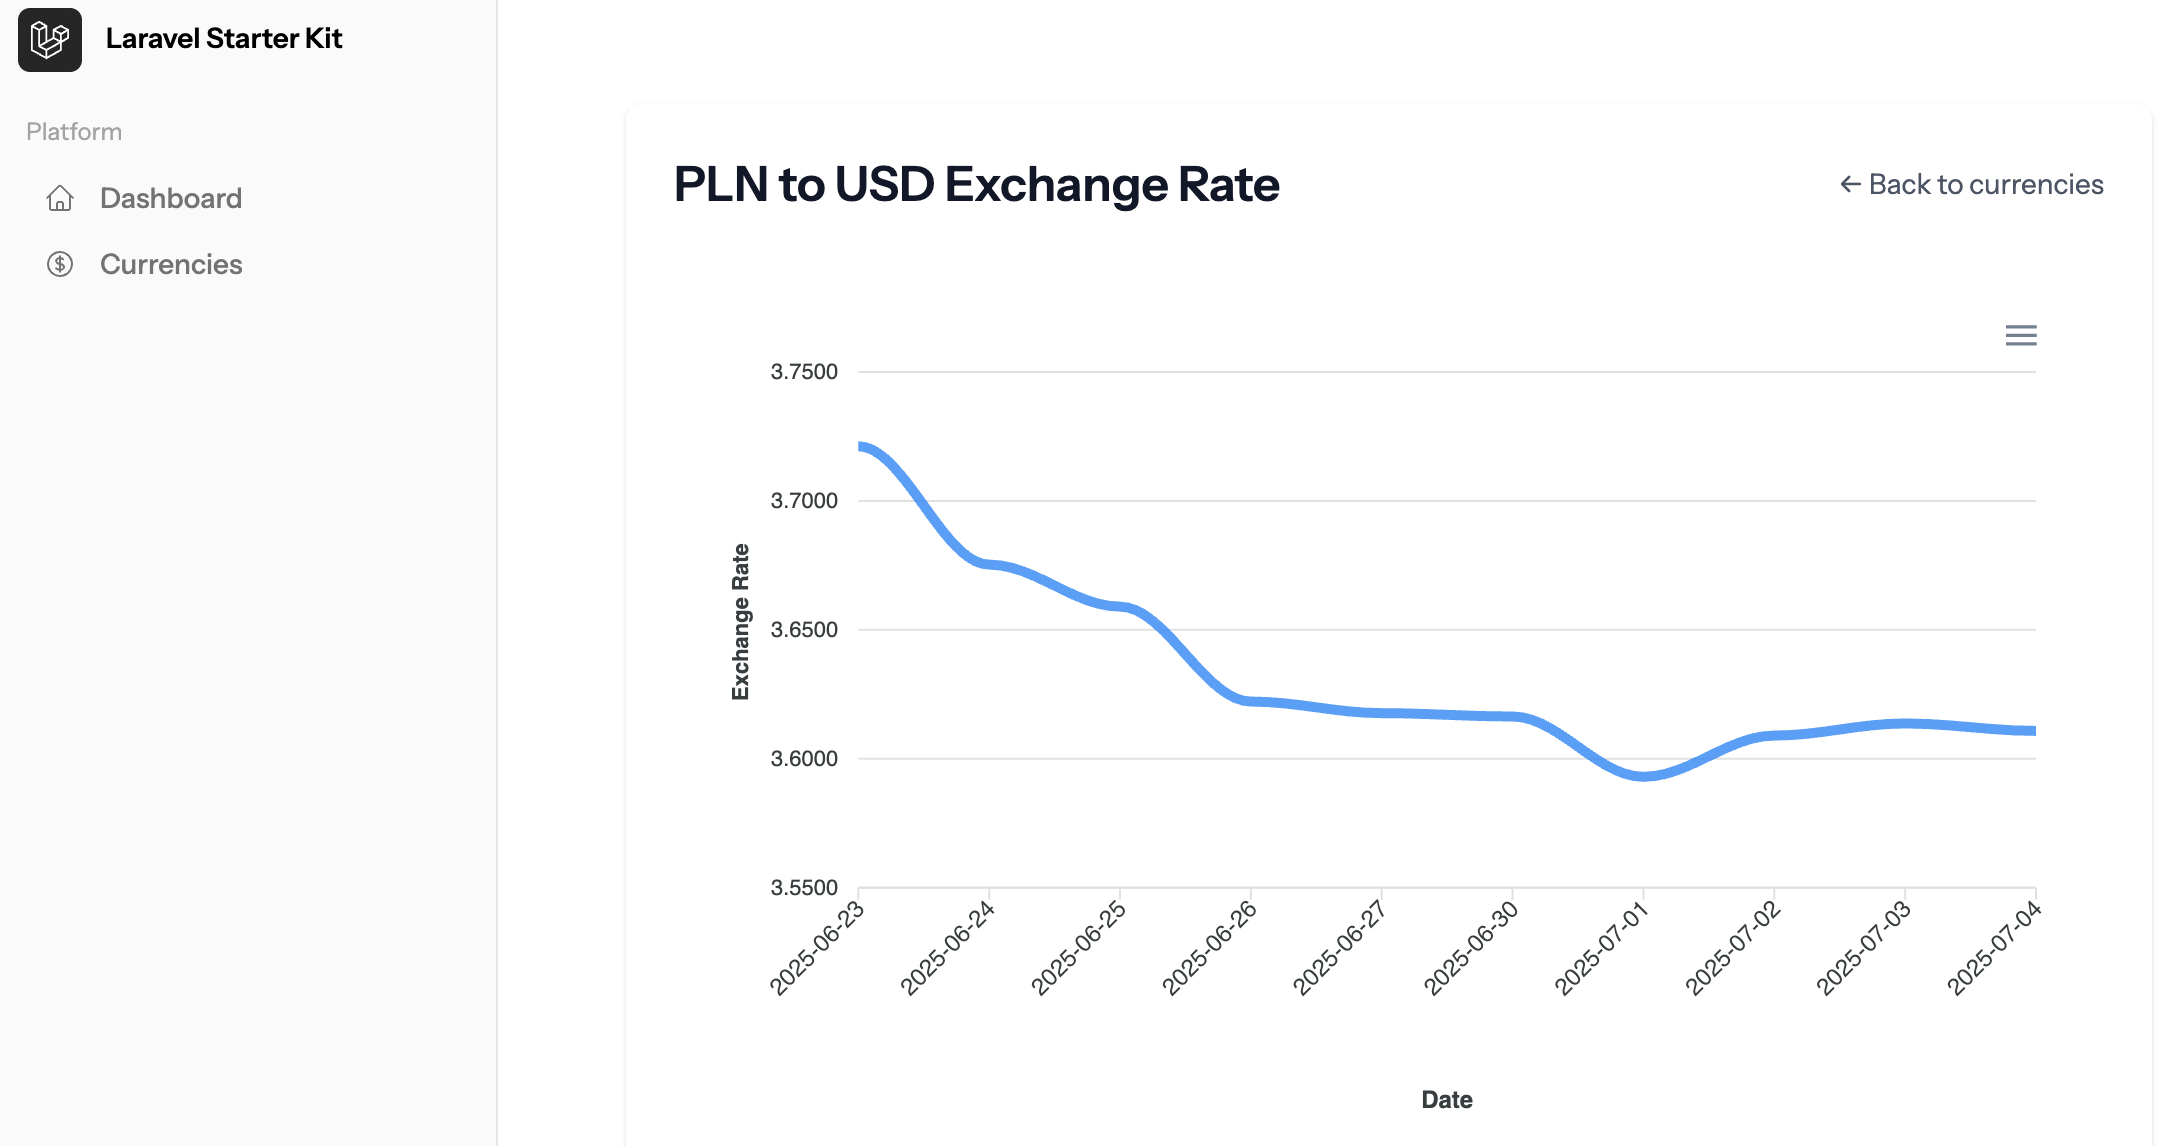 Laravel Starter Kit
Platform
Dashboard
Currencies
PLN to USD Exchange Rate
← Back to currencies
3.7500
3.7000
3.6500
3.6000
3.5500
Exchange Rate
2025-06-23
2025-06-24
2025-06-25
2025-06-26
2025-06-27
2025-06-30
2025-07-01
2025-07-02
2025-07-03
2025-07-04
Date